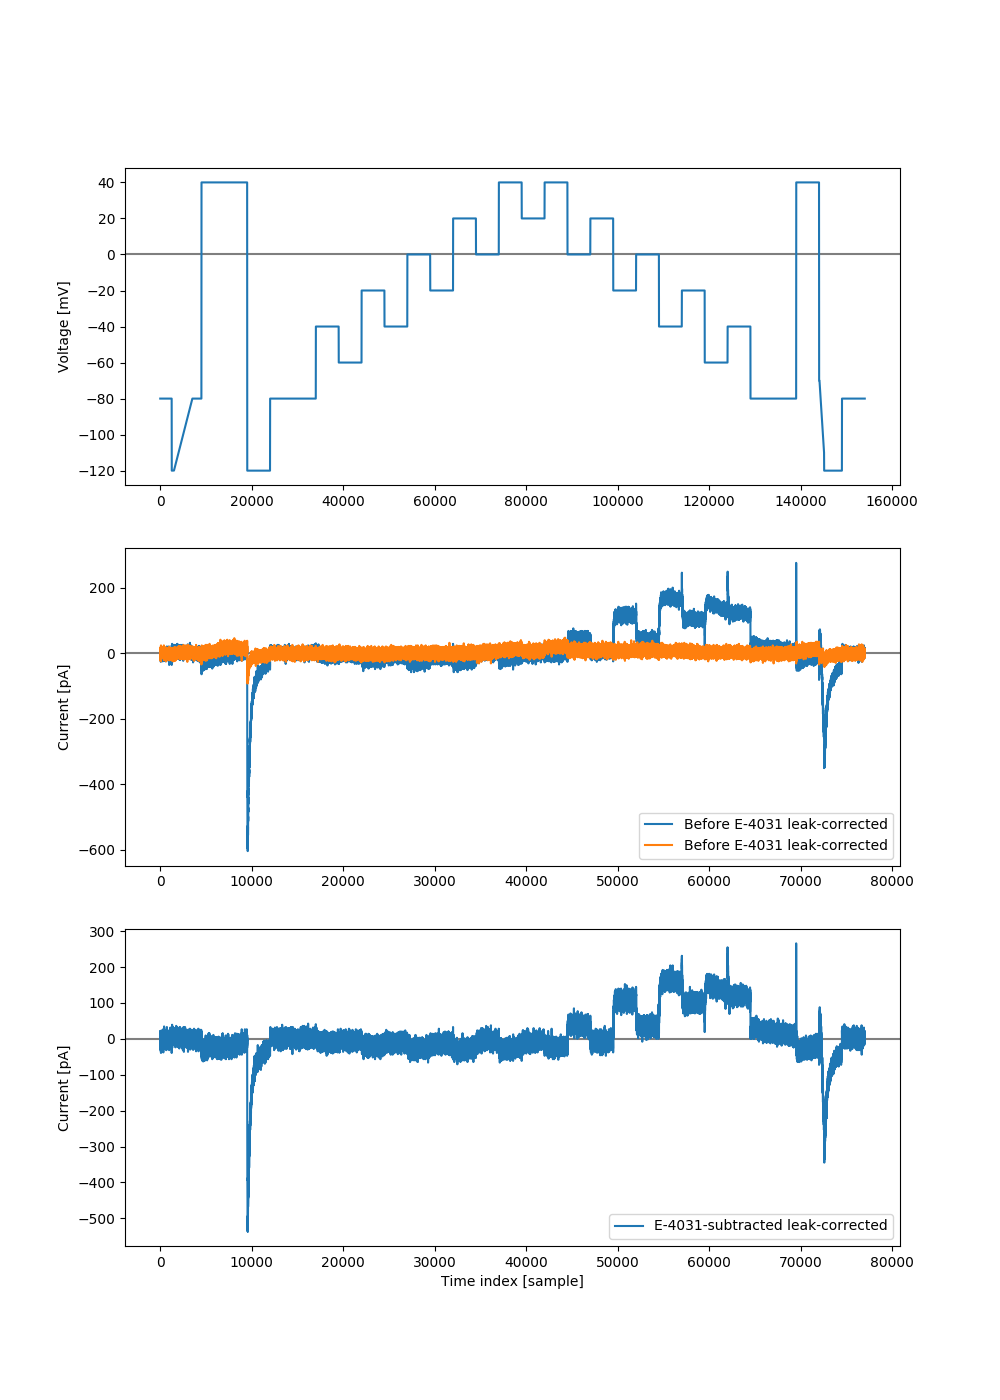 Voltage [mV]
40
20
0
−20
−40
−60
−80
−100
−120
0 20000 40000 60000 80000 100000 120000 140000 160000
Current [pA]
200
0
−200
−400
−600
Before E-4031 leak-corrected
Before E-4031 leak-corrected
0 10000 20000 30000 40000 50000 60000 70000 80000
Current [pA]
300
200
100
0
−100
−200
−300
−400
−500
E-4031-subtracted leak-corrected
0 10000 20000 30000 40000 50000 60000 70000 80000
Time index [sample]